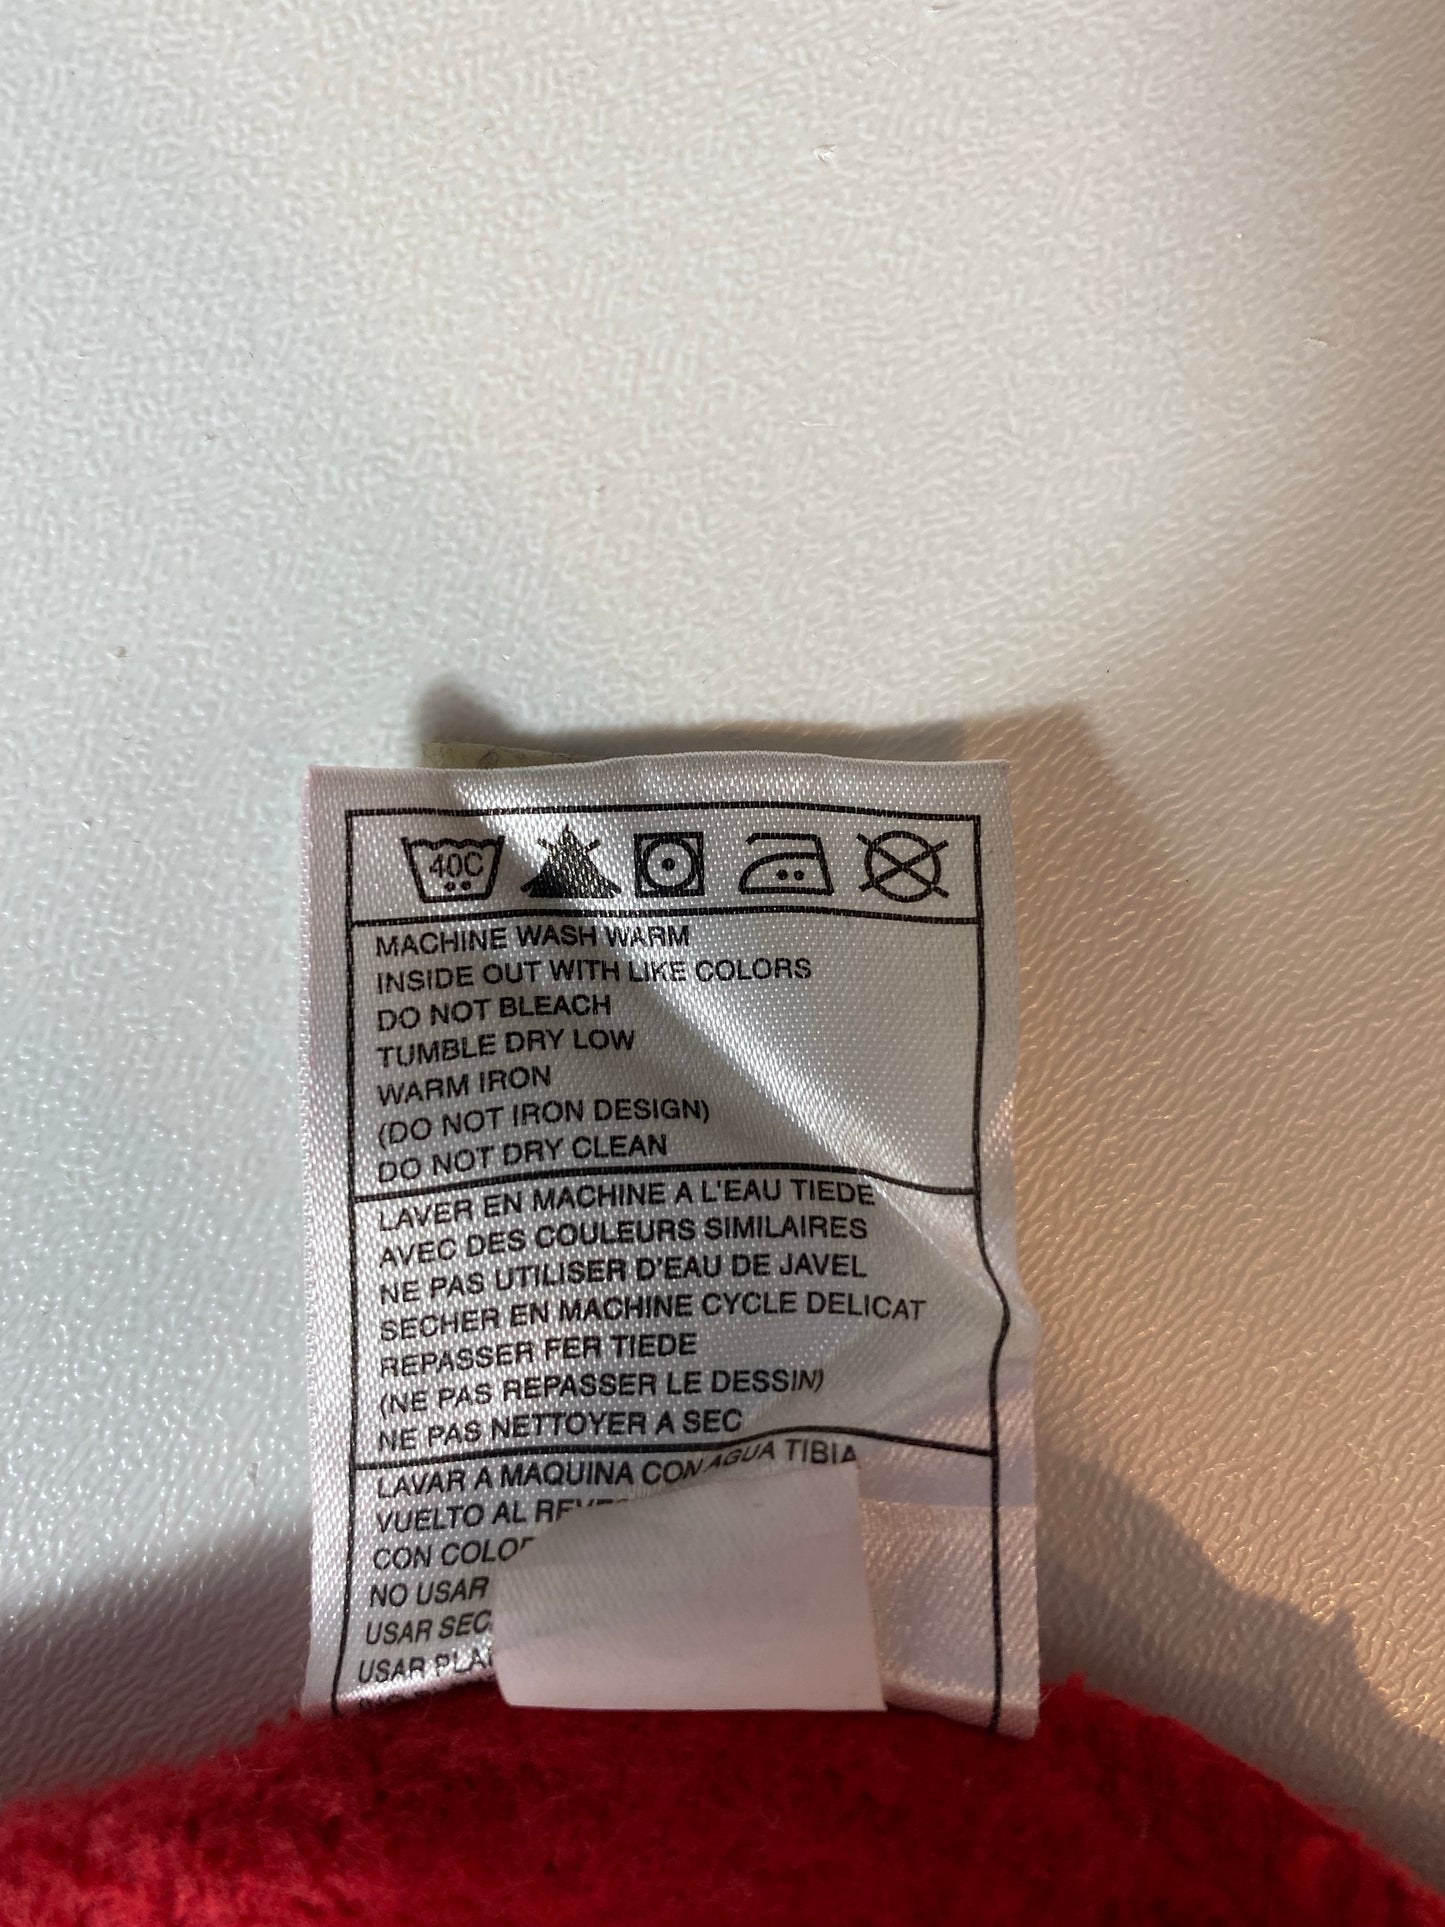 40C
MACHINE WASH WARM
INSIDE OUT WITH LIKE COLORS
DO NOT BLEACH
TUMBLE DRY LOW
WARM IRON
(DO NOT IRON DESIGN)
DO NOT DRY CLEAN
LAVER EN MACHINE A L'EAU TIEDE
AVEC DES COULEURS SIMILAIRES
NE PAS UTILISER D'EAU DE JAVEL
SECHER EN MACHINE CYCLE DELICAT
REPASSER FER TIEDE
(NE PAS REPASSER LE DESSIN)
NE PAS NETTOYER A SEC
LAVAR A MAQUINA CON AGUA TIBIA
VUELTO AL
CON
NO USAR
USAR
USAR